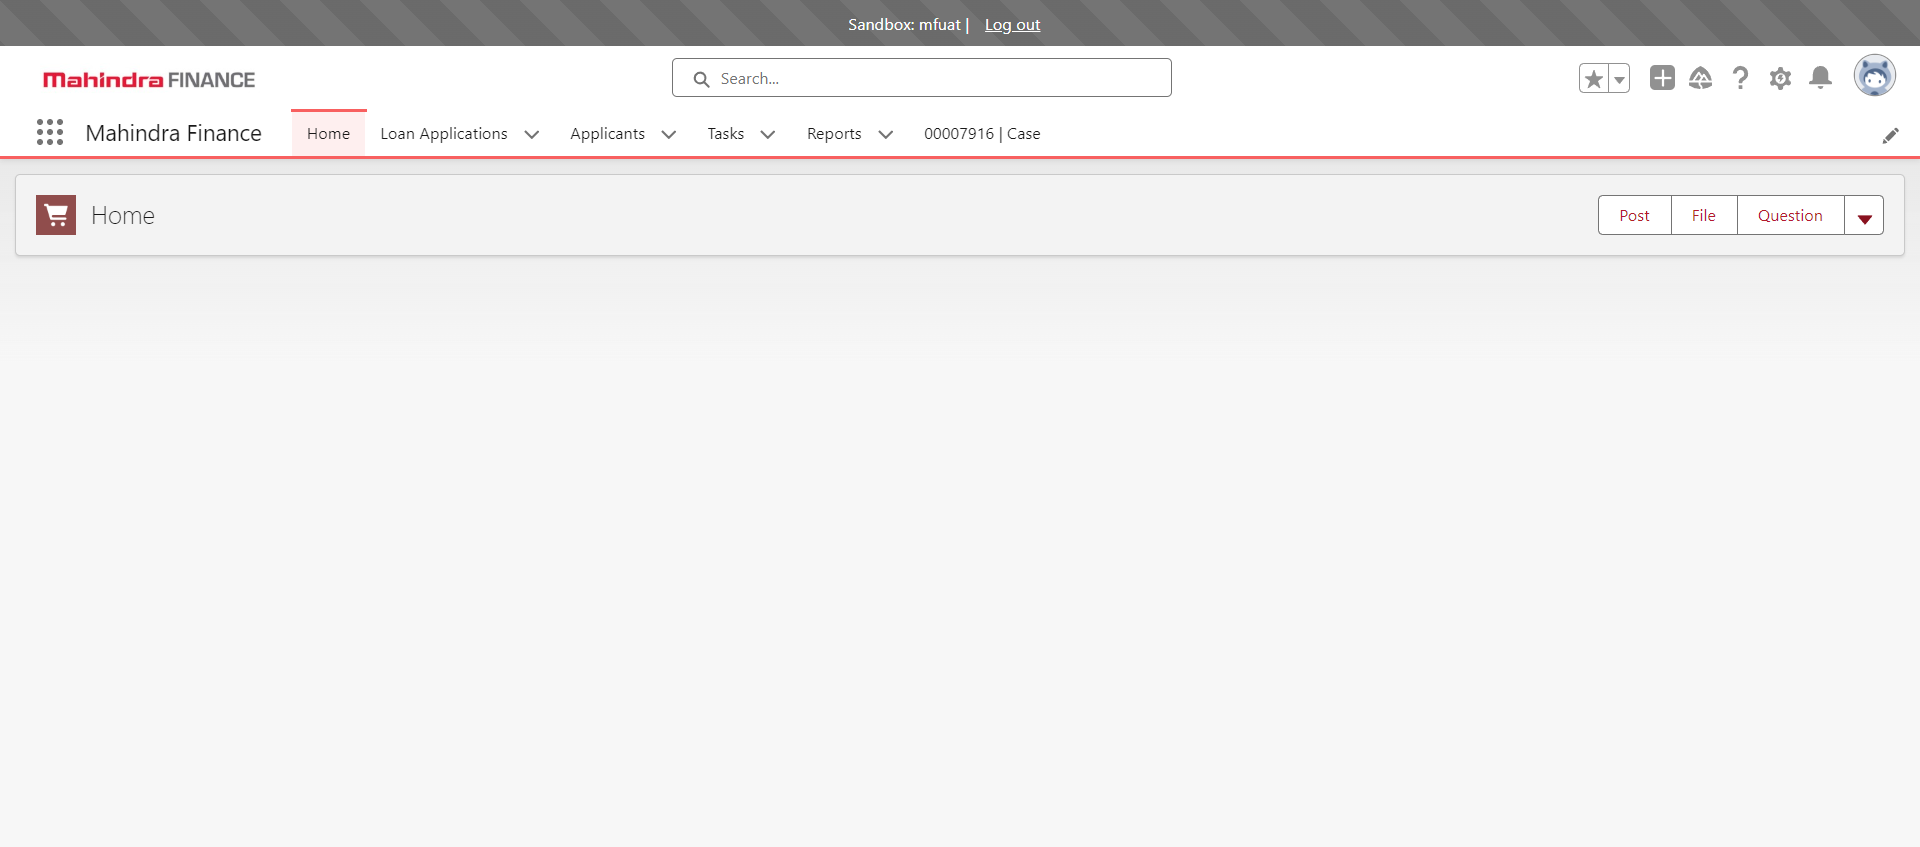 Sandbox: mfuat | Log out
Mahindra FINANCE
Search...
Mahindra Finance
Home
Loan Applications
Applicants
Tasks
Reports
00007916 | Case
Home
Post
File
Question